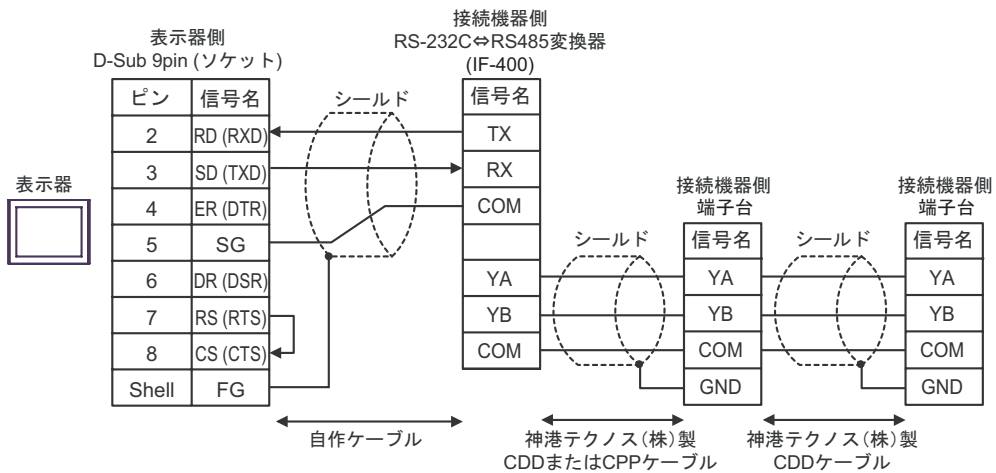 接続機器側
RS-232C⇔RS485変換器
(IF-400)
表示器側
D-Sub 9pin (ソケット)
ピン 信号名
2 RD (RXD)
3 SD (TXD)
4 ER (DTR)
5 SG
6 DR (DSR)
7 RS (RTS)
8 CS (CTS)
Shell FG
表示器
シールド
自作ケーブル
信号名
TX
RX
COM
YA
YB
COM
シールド
神港テクノス(株)製
CDDまたはCPPケーブル
接続機器側
端子台
信号名
YA
YB
COM
GND
シールド
神港テクノス(株)製
CDDケーブル
接続機器側
端子台
信号名
YA
YB
COM
GND